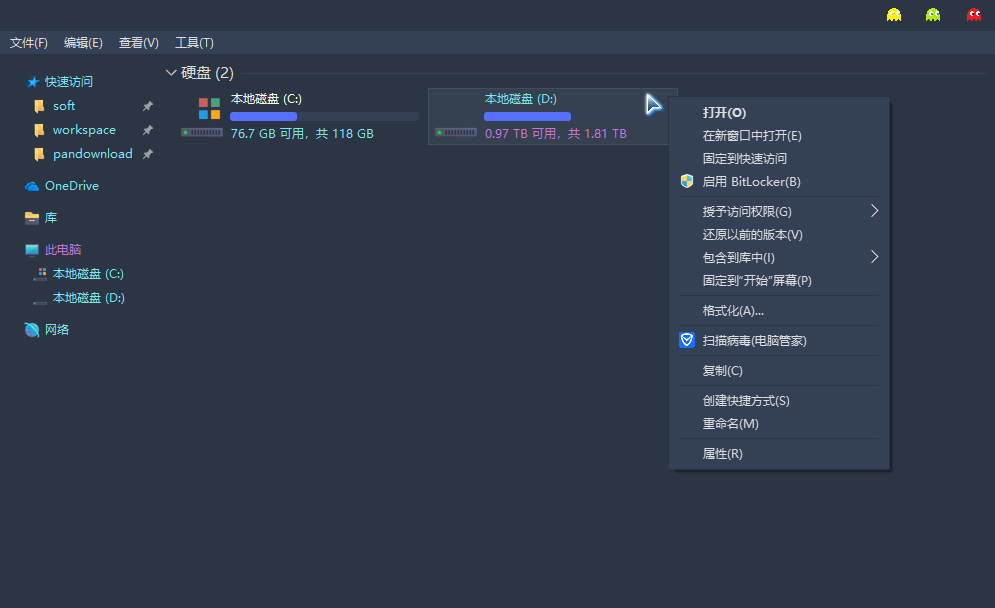 文件(F) 编辑(E) 查看(V) 工具(T)
快速访问
soft
workspace
pandownload
OneDrive
库
此电脑
本地磁盘 (C:)
本地磁盘 (D:)
网络
硬盘 (2)
本地磁盘 (C:)
76.7 GB 可用，共 118 GB
本地磁盘 (D:)
0.97 TB 可用，共 1.81 TB
打开(O)
在新窗口中打开(E)
固定到快速访问
启用 BitLocker(B)
授予访问权限(G)
还原以前的版本(V)
包含到库中(I)
固定到"开始"屏幕(P)
格式化(A)...
扫描病毒(电脑管家)
复制(C)
创建快捷方式(S)
重命名(M)
属性(R)